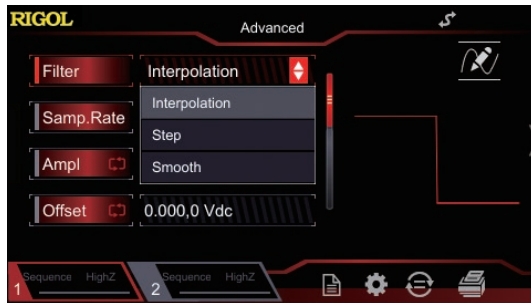 RIGOL
Advanced
Filter
Interpolation
Interpolation
Samp.Rate
Step
Ampl
Smooth
Offset
0.000,0 Vdc
Sequence HighZ
1
Sequence HighZ
2